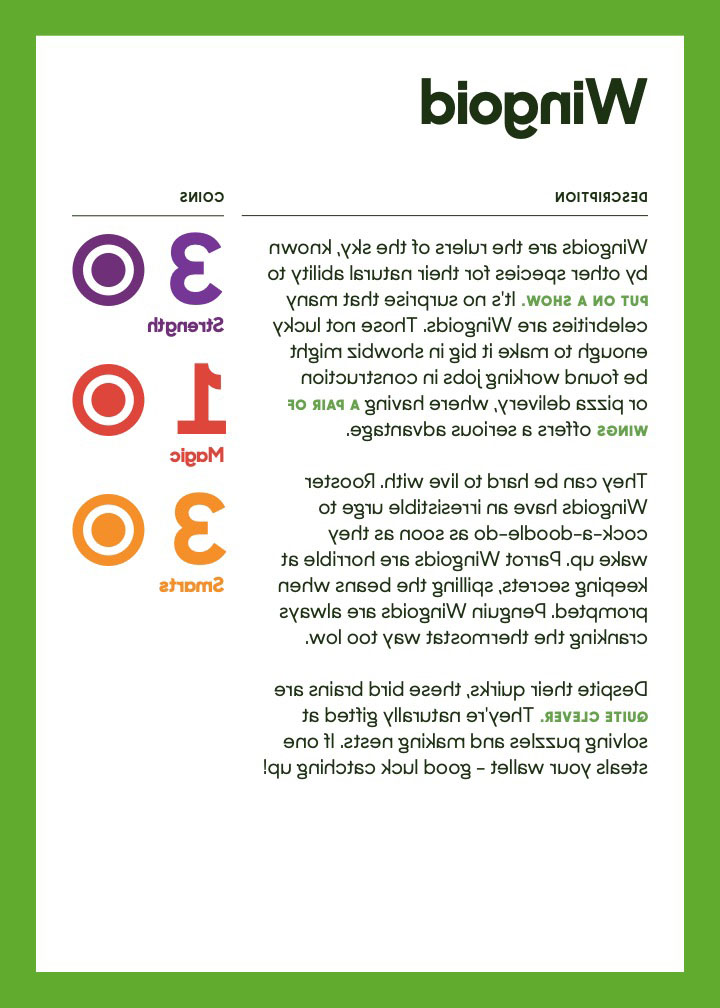 Wingoid
DESCRIPTION
Wingoids are the rulers of the sky, known
by other species for their natural ability to
PUT ON A SHOW. It's no surprise that many
celebrities are Wingoids. Those not lucky
enough to make it big in showbiz might
be found working jobs in construction
or pizza delivery, where having A PAIR OF
WINGS offers a serious advantage.
They can be hard to live with. Rooster
Wingoids have an irresistible urge to
cock-a-doodle-do as soon as they
wake up. Parrot Wingoids are horrible at
keeping secrets, spilling the beans when
prompted. Penguin Wingoids are always
cranking the thermostat way too low.
Despite their quirks, these bird brains are
QUITE CLEVER. They're naturally gifted at
solving puzzles and making nests. If one
steals your wallet – good luck catching up!
COINS
3
Strength
1
Magic
3
Smarts